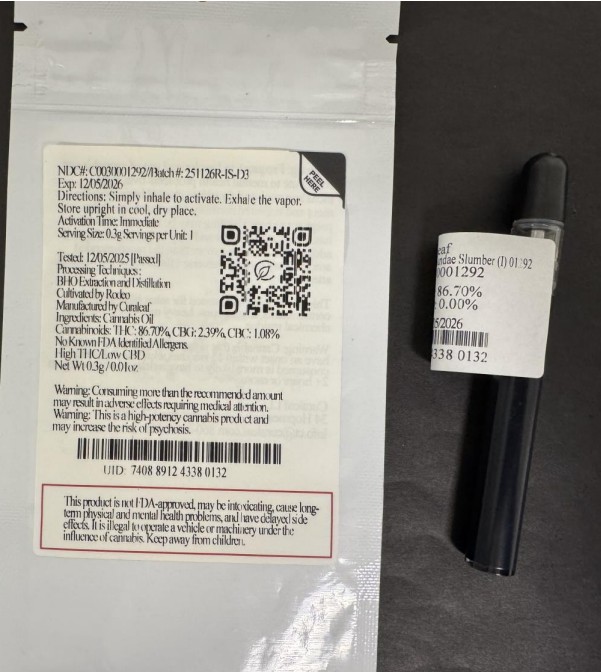 NDC#: C0030001292//Batch #: 251126R-IS-D3
Exp: 12/05/2026
Directions: Simply inhale to activate. Exhale the vapor.
Store upright in cool, dry place.
Activation Time: Immediate
Serving Size: 0.3g Servings per Unit: 1
PEEL HERE
Tested: 12/05/2025 [Passed]
Processing Techniques:
BHO Extraction and Distillation
Cultivated by Rodeo
Manufactured by Curaleaf
Ingredients: Cannabis Oil
Cannabinoids: THC: 86.70%, CBG: 2.39%, CBC: 1.08%
No Known FDA Identified Allergens.
High THC/Low CBD
Net Wt 0.3g / 0.01oz
Warning: Consuming more than the recommended amount
may result in adverse effects requiring medical attention.
Warning: This is a high-potency cannabis product and
may increase the risk of psychosis.
UID: 7408 8912 4338 0132
This product is not FDA-approved, may be intoxicating, cause long-
term physical and mental health problems, and have delayed side
effects. It is illegal to operate a vehicle or machinery under the
influence of cannabis. Keep away from children.
eaf
ndae Slumber (I) 01292
0001292
86.70%
0.00%
5/2026
338 0132